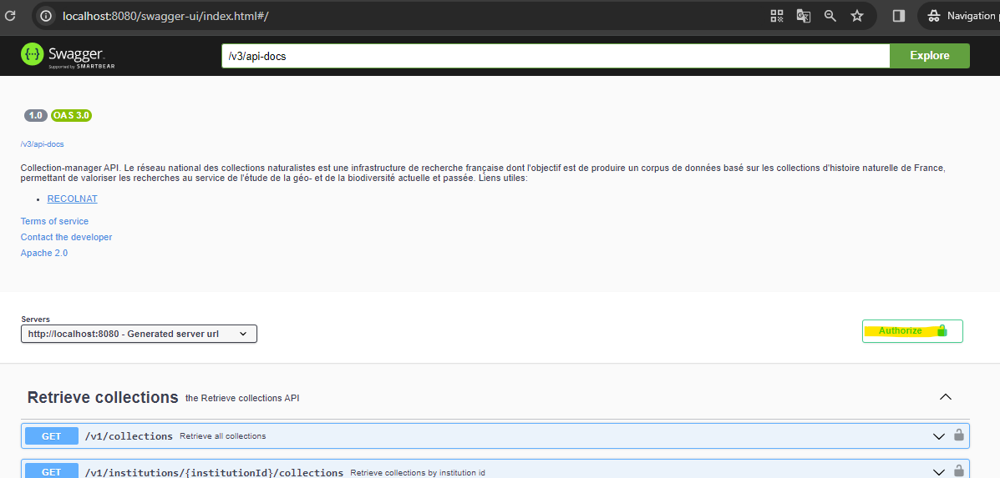 localhost:8080/swagger-ui/index.html#/
Navigation
Swagger.
Supported by SMARTBEAR
/v3/api-docs
Explore
1.0
OAS 3.0
/v3/api-docs
Collection-manager API. Le réseau national des collections naturalistes est une infrastructure de recherche française dont l'objectif est de produire un corpus de données basé sur les collections d'histoire naturelle de France,
permettant de valoriser les recherches au service de l'étude de la géo- et de la biodiversité actuelle et passée. Liens utiles:
• RECOLNAT
Terms of service
Contact the developer
Apache 2.0
Servers
http://localhost:8080 - Generated server url
Authorize
Retrieve collections the Retrieve collections API
GET /v1/collections Retrieve all collections
GET /v1/institutions/{institutionId}/collections Retrieve collections by institution id